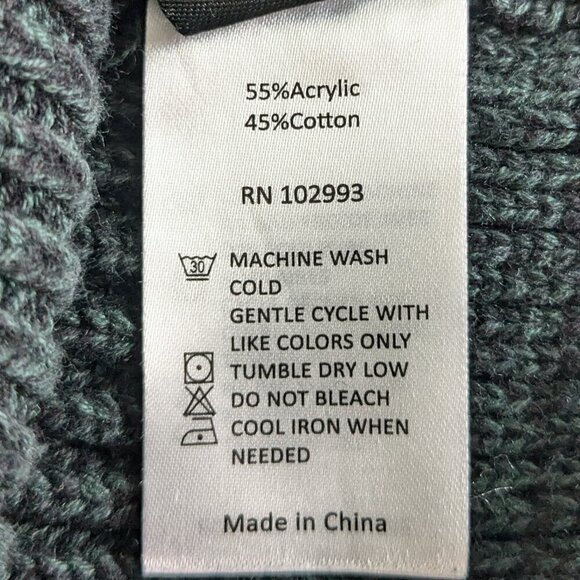 55%Acrylic
45%Cotton
RN 102993
30 MACHINE WASH
COLD
GENTLE CYCLE WITH
LIKE COLORS ONLY
TUMBLE DRY LOW
DO NOT BLEACH
COOL IRON WHEN
NEEDED
Made in China